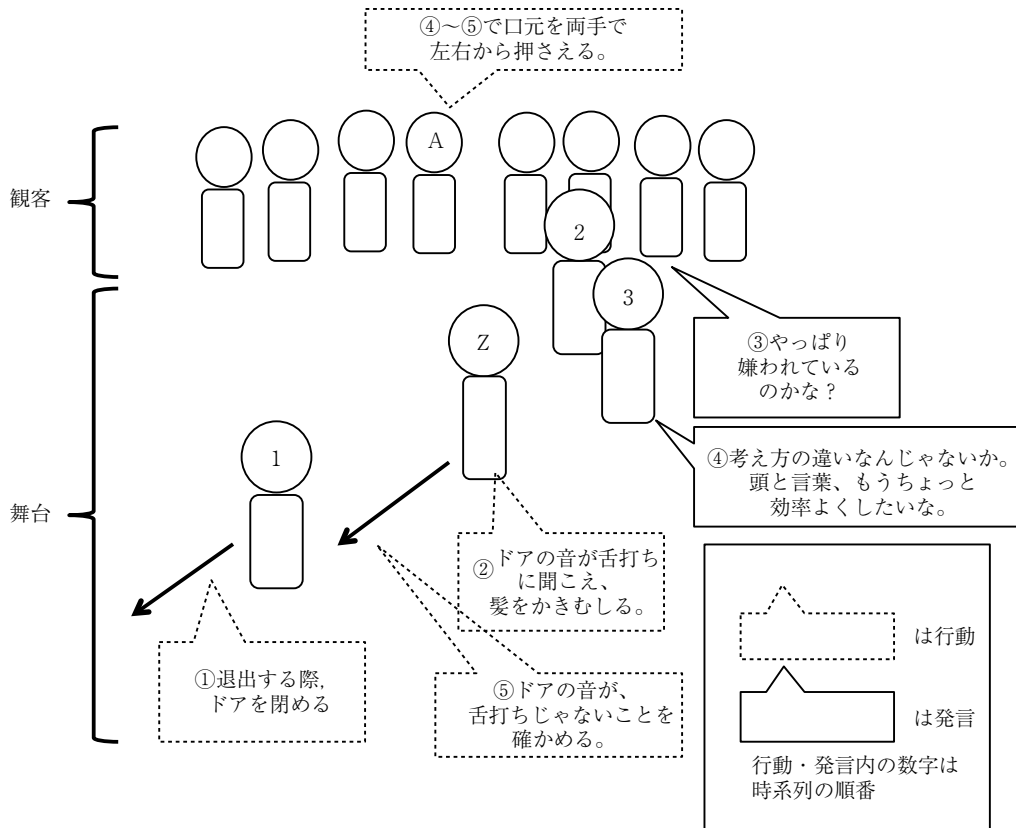 ④～⑤で口元を両手で
左右から押さえる。
A
観客
2
3
Z
③やっぱり
嫌われている
のかな？
1
④考え方の違いなんじゃないか。
頭と言葉、もうちょっと
効率よくしたいな。
舞台
②ドアの音が舌打ち
に聞こえ、
髪をかきむしる。
①退出する際,
ドアを閉める
⑤ドアの音が、
舌打ちじゃないことを
確かめる。
は行動
は発言
行動・発言内の数字は
時系列の順番